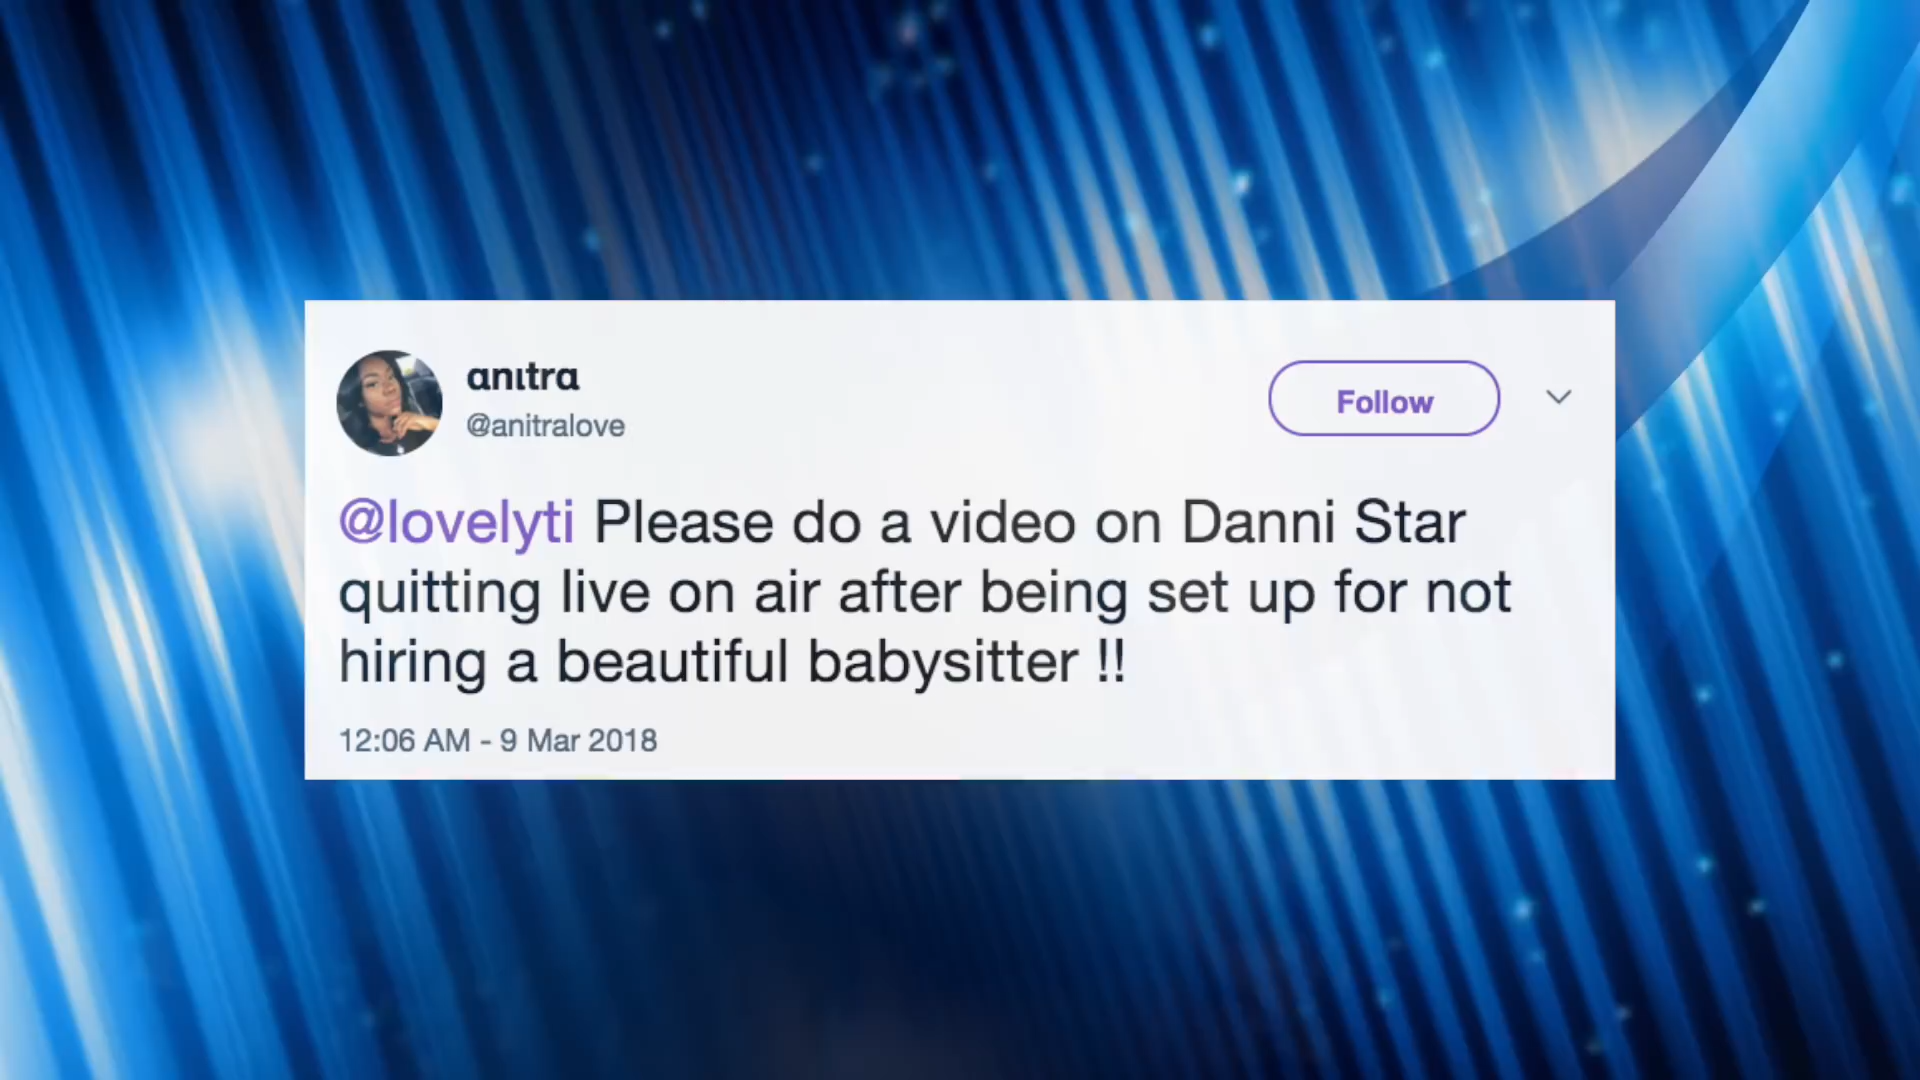 anıtra
@anitralove
Follow
@lovelyti Please do a video on Danni Star
quitting live on air after being set up for not
hiring a beautiful babysitter !!
12:06 AM - 9 Mar 2018